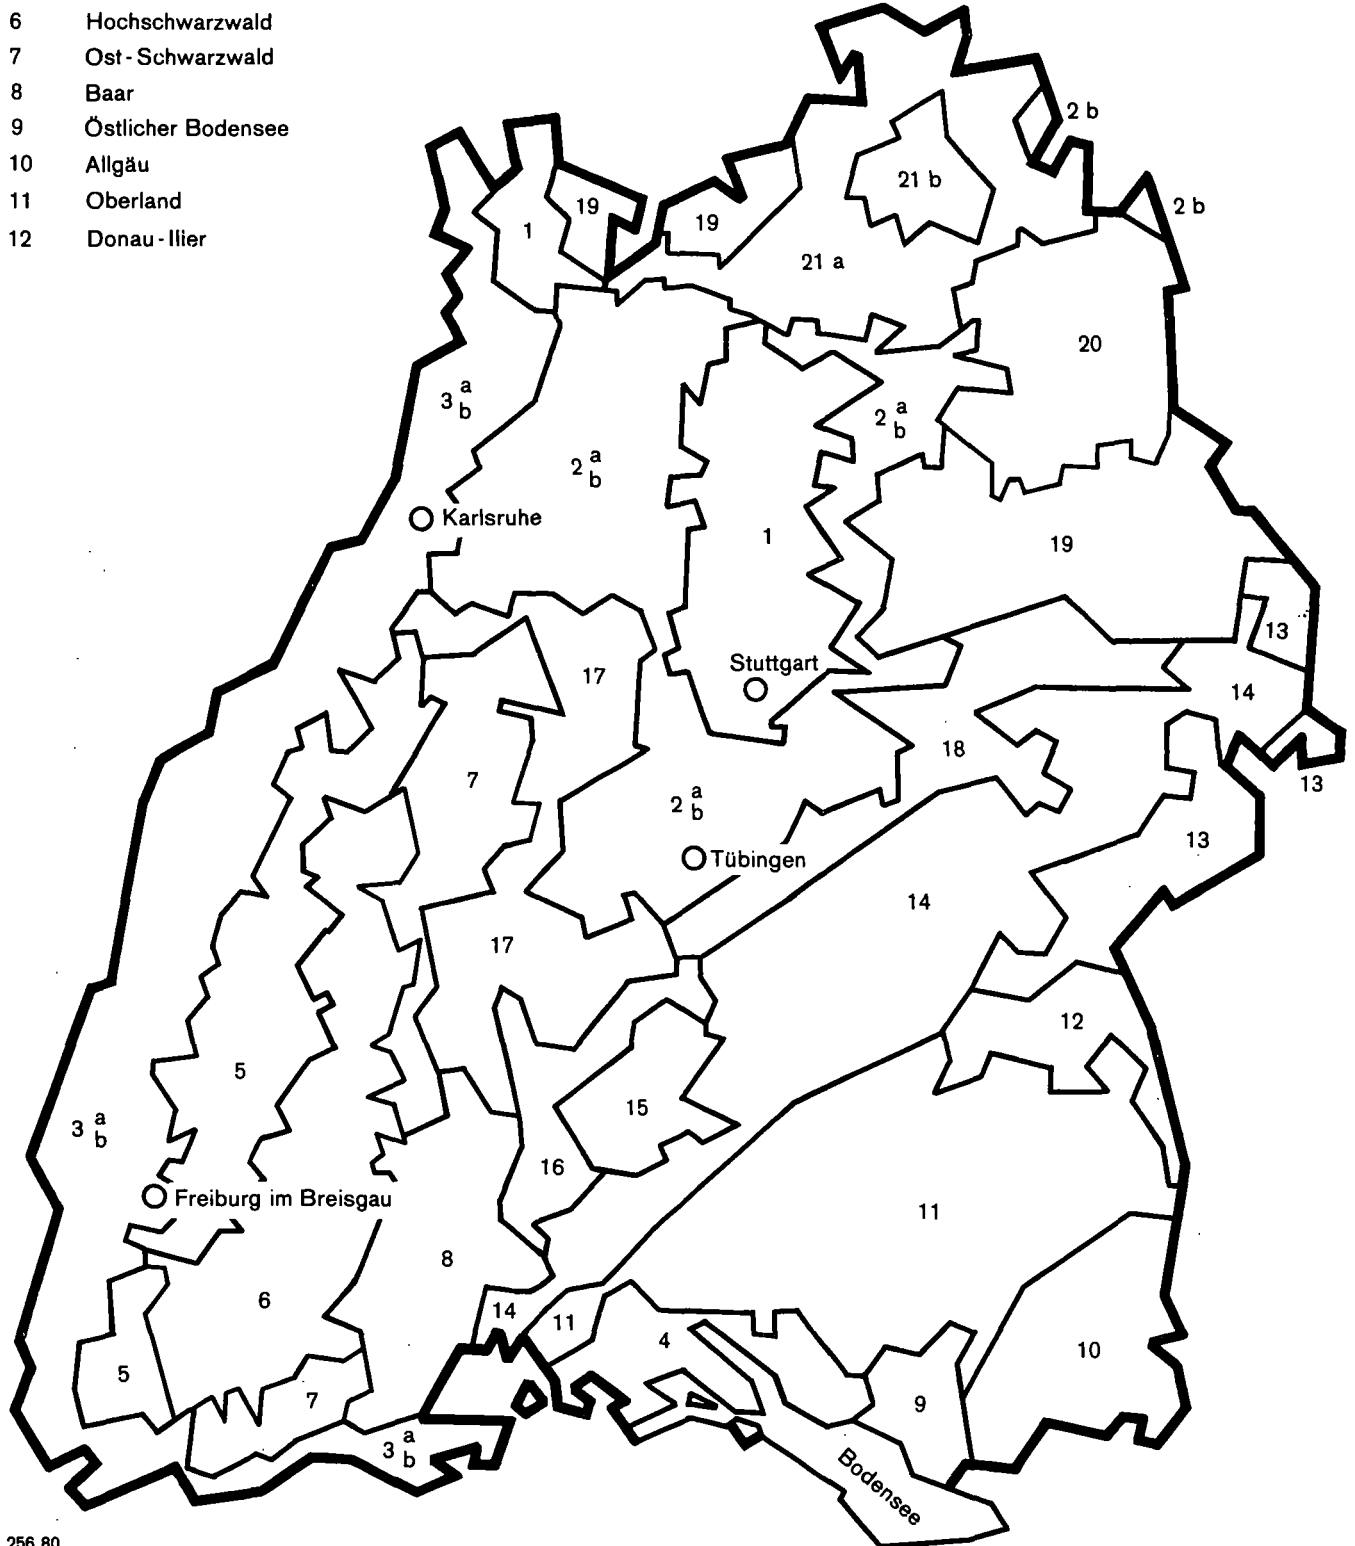 6 Hochschwarzwald
7 Ost-Schwarzwald
8 Baar
9 Östlicher Bodensee
10 Allgäu
11 Oberland
12 Donau-Iller
2 b
21 b
2 b
19
19
1
21 a
20
3 a b
2 a b
2 a b
Karlsruhe
1
19
13
Stuttgart
17
14
18
7
13
2 a b
13
Tübingen
14
17
12
5
15
3 a b
16
Freiburg im Breisgau
11
8
6
14
11
4
10
5
7
9
3 a b
Bodensee
256 80